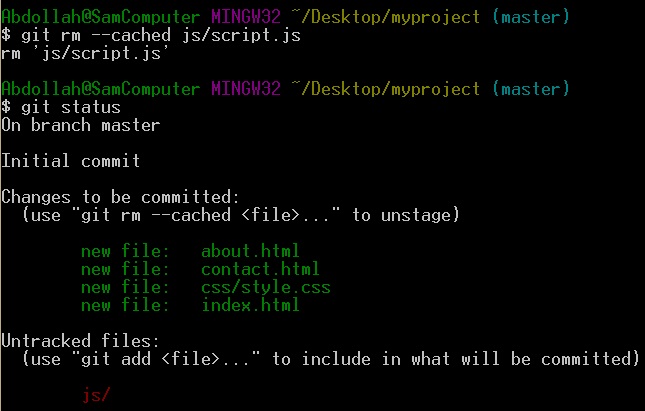 Abdollah@SamComputer MINGW32 ~/Desktop/myproject (master)
$ git rm --cached js/script.js
rm 'js/script.js'
Abdollah@SamComputer MINGW32 ~/Desktop/myproject (master)
$ git status
On branch master
Initial commit
Changes to be committed:
  (use "git rm --cached <file>..." to unstage)
        new file:   about.html
        new file:   contact.html
        new file:   css/style.css
        new file:   index.html
Untracked files:
  (use "git add <file>..." to include in what will be committed)
        js/